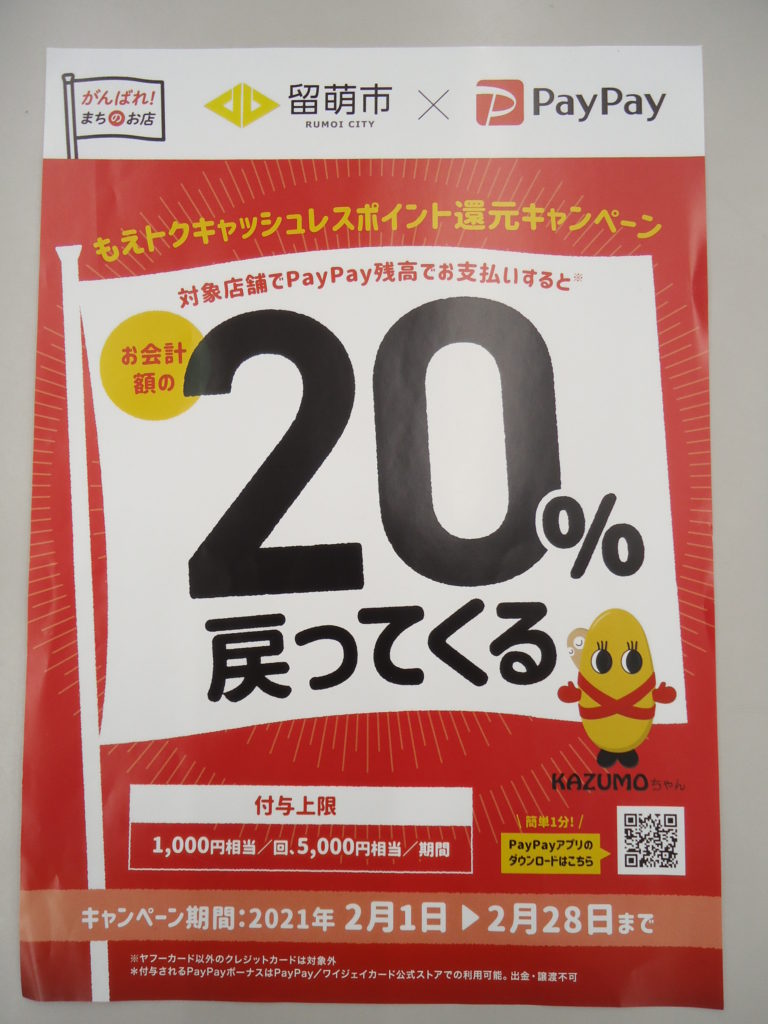 がんばれ!
まちのお店
留萌市
RUMOI CITY
×
PayPay
もえトクキャッシュレスポイント還元キャンペーン
対象店舗でPayPay残高でお支払いすると※
お会計
額の
20%
戻ってくる
KAZUMOちゃん
付与上限
1,000円相当/回、5,000円相当/期間
簡単1分!
PayPayアプリの
ダウンロードはこちら
キャンペーン期間:2021年 2月1日▶2月28日まで
※ヤフーカード以外のクレジットカードは対象外
*付与されるPayPayボーナスはPayPay/ワイジェイカード公式ストアでの利用可能。出金・譲渡不可